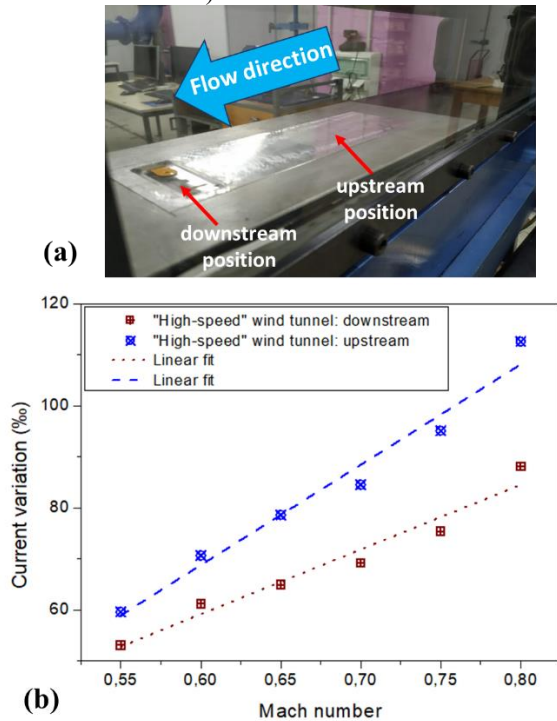 )
Flow direction
upstream
position
downstream
position
(a)
120
100
80
60
Current variation (‰)
"High-speed" wind tunnel: downstream
"High-speed" wind tunnel: upstream
Linear fit
Linear fit
0,55 0,60 0,65 0,70 0,75 0,80
Mach number
(b)